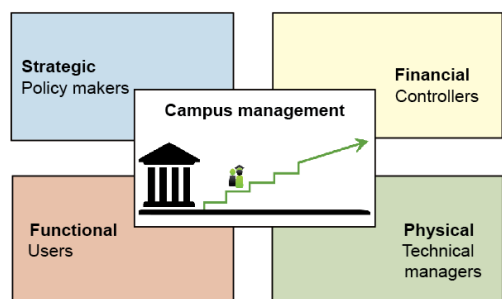 Strategic
Policy makers
Financial
Controllers
Campus management
Functional
Users
Physical
Technical
managers